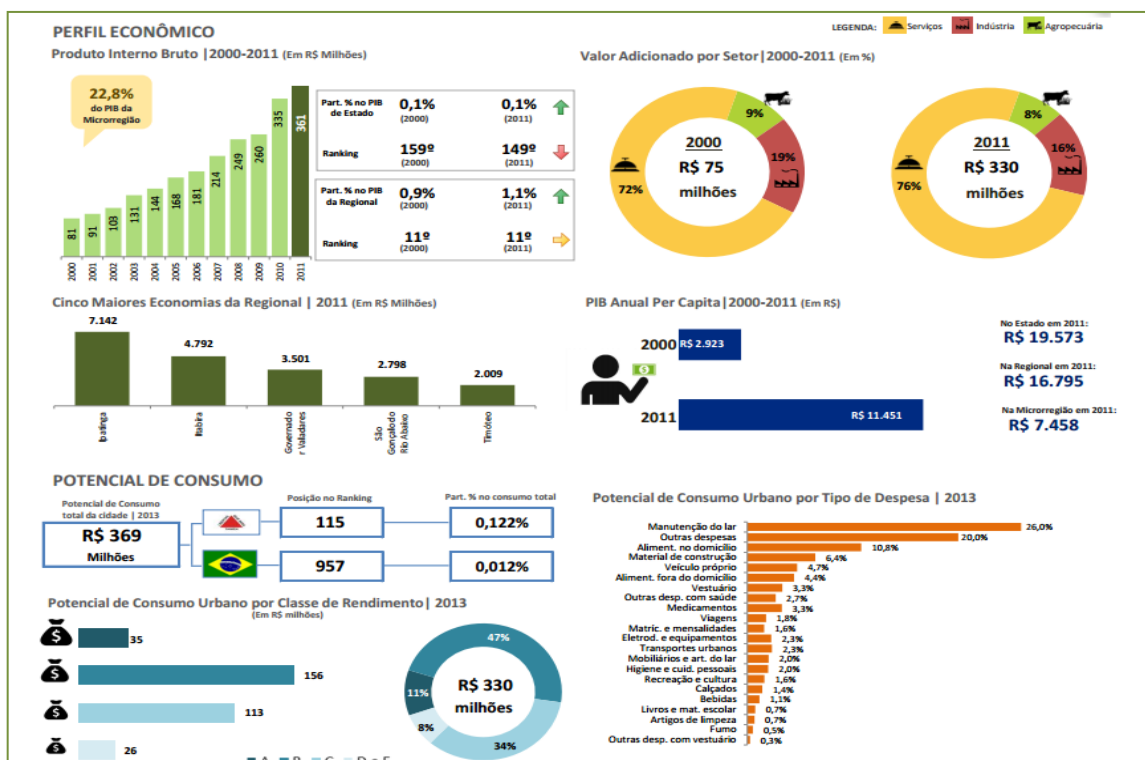 PERFIL ECONÔMICO
LEGENDA: Serviços Indústria Agropecuária
Produto Interno Bruto |2000-2011 (Em R$ Milhões)
22,8%
do PIB da
Microrregião
81
91
103
131
144
168
181
214
249
260
335
361
2000
2001
2002
2003
2004
2005
2006
2007
2008
2009
2010
2011
Part. % no PIB
de Estado
0,1%
(2000)
0,1%
(2011)
Ranking
159º
(2000)
149º
(2011)
Part. % no PIB
da Regional
0,9%
(2000)
1,1%
(2011)
Ranking
11º
(2000)
11º
(2011)
Valor Adicionado por Setor|2000-2011 (Em %)
9%
19%
72%
2000
R$ 75
milhões
8%
16%
76%
2011
R$ 330
milhões
Cinco Maiores Economias da Regional | 2011 (Em R$ Milhões)
7.142
4.792
3.501
2.798
2.009
Ipatinga
Itabira
Governado
r Valadares
São
Gonçalo do
Rio Abaixo
Timóteo
PIB Anual Per Capita|2000-2011 (Em R$)
2000
R$ 2.923
2011
R$ 11.451
No Estado em 2011:
R$ 19.573
Na Regional em 2011:
R$ 16.795
Na Microrregião em 2011:
R$ 7.458
POTENCIAL DE CONSUMO
Potencial de Consumo
total da cidade | 2013
R$ 369
Milhões
Posição no Ranking
115
957
Part. % no consumo total
0,122%
0,012%
Potencial de Consumo Urbano por Classe de Rendimento| 2013
(Em R$ milhões)
$ 35
$ 156
$ 113
$ 26
47%
11%
8%
34%
R$ 330
milhões
Potencial de Consumo Urbano por Tipo de Despesa | 2013
Manutenção do lar 26,0%
Outras despesas 20,0%
Aliment. no domicílio 10,8%
Material de construção 6,4%
Veículo próprio 4,7%
Aliment. fora do domicílio 4,4%
Vestuário 3,3%
Outras desp. com saúde 2,7%
Medicamentos 3,3%
Viagens 1,8%
Matric. e mensalidades 1,6%
Eletrod. e equipamentos 2,3%
Transportes urbanos 2,3%
Mobiliários e art. do lar 2,0%
Higiene e cuid. pessoais 2,0%
Recreação e cultura 1,6%
Calçados 1,4%
Bebidas 1,1%
Livros e mat. escolar 0,7%
Artigos de limpeza 0,7%
Fumo 0,5%
Outras desp. com vestuário 0,3%